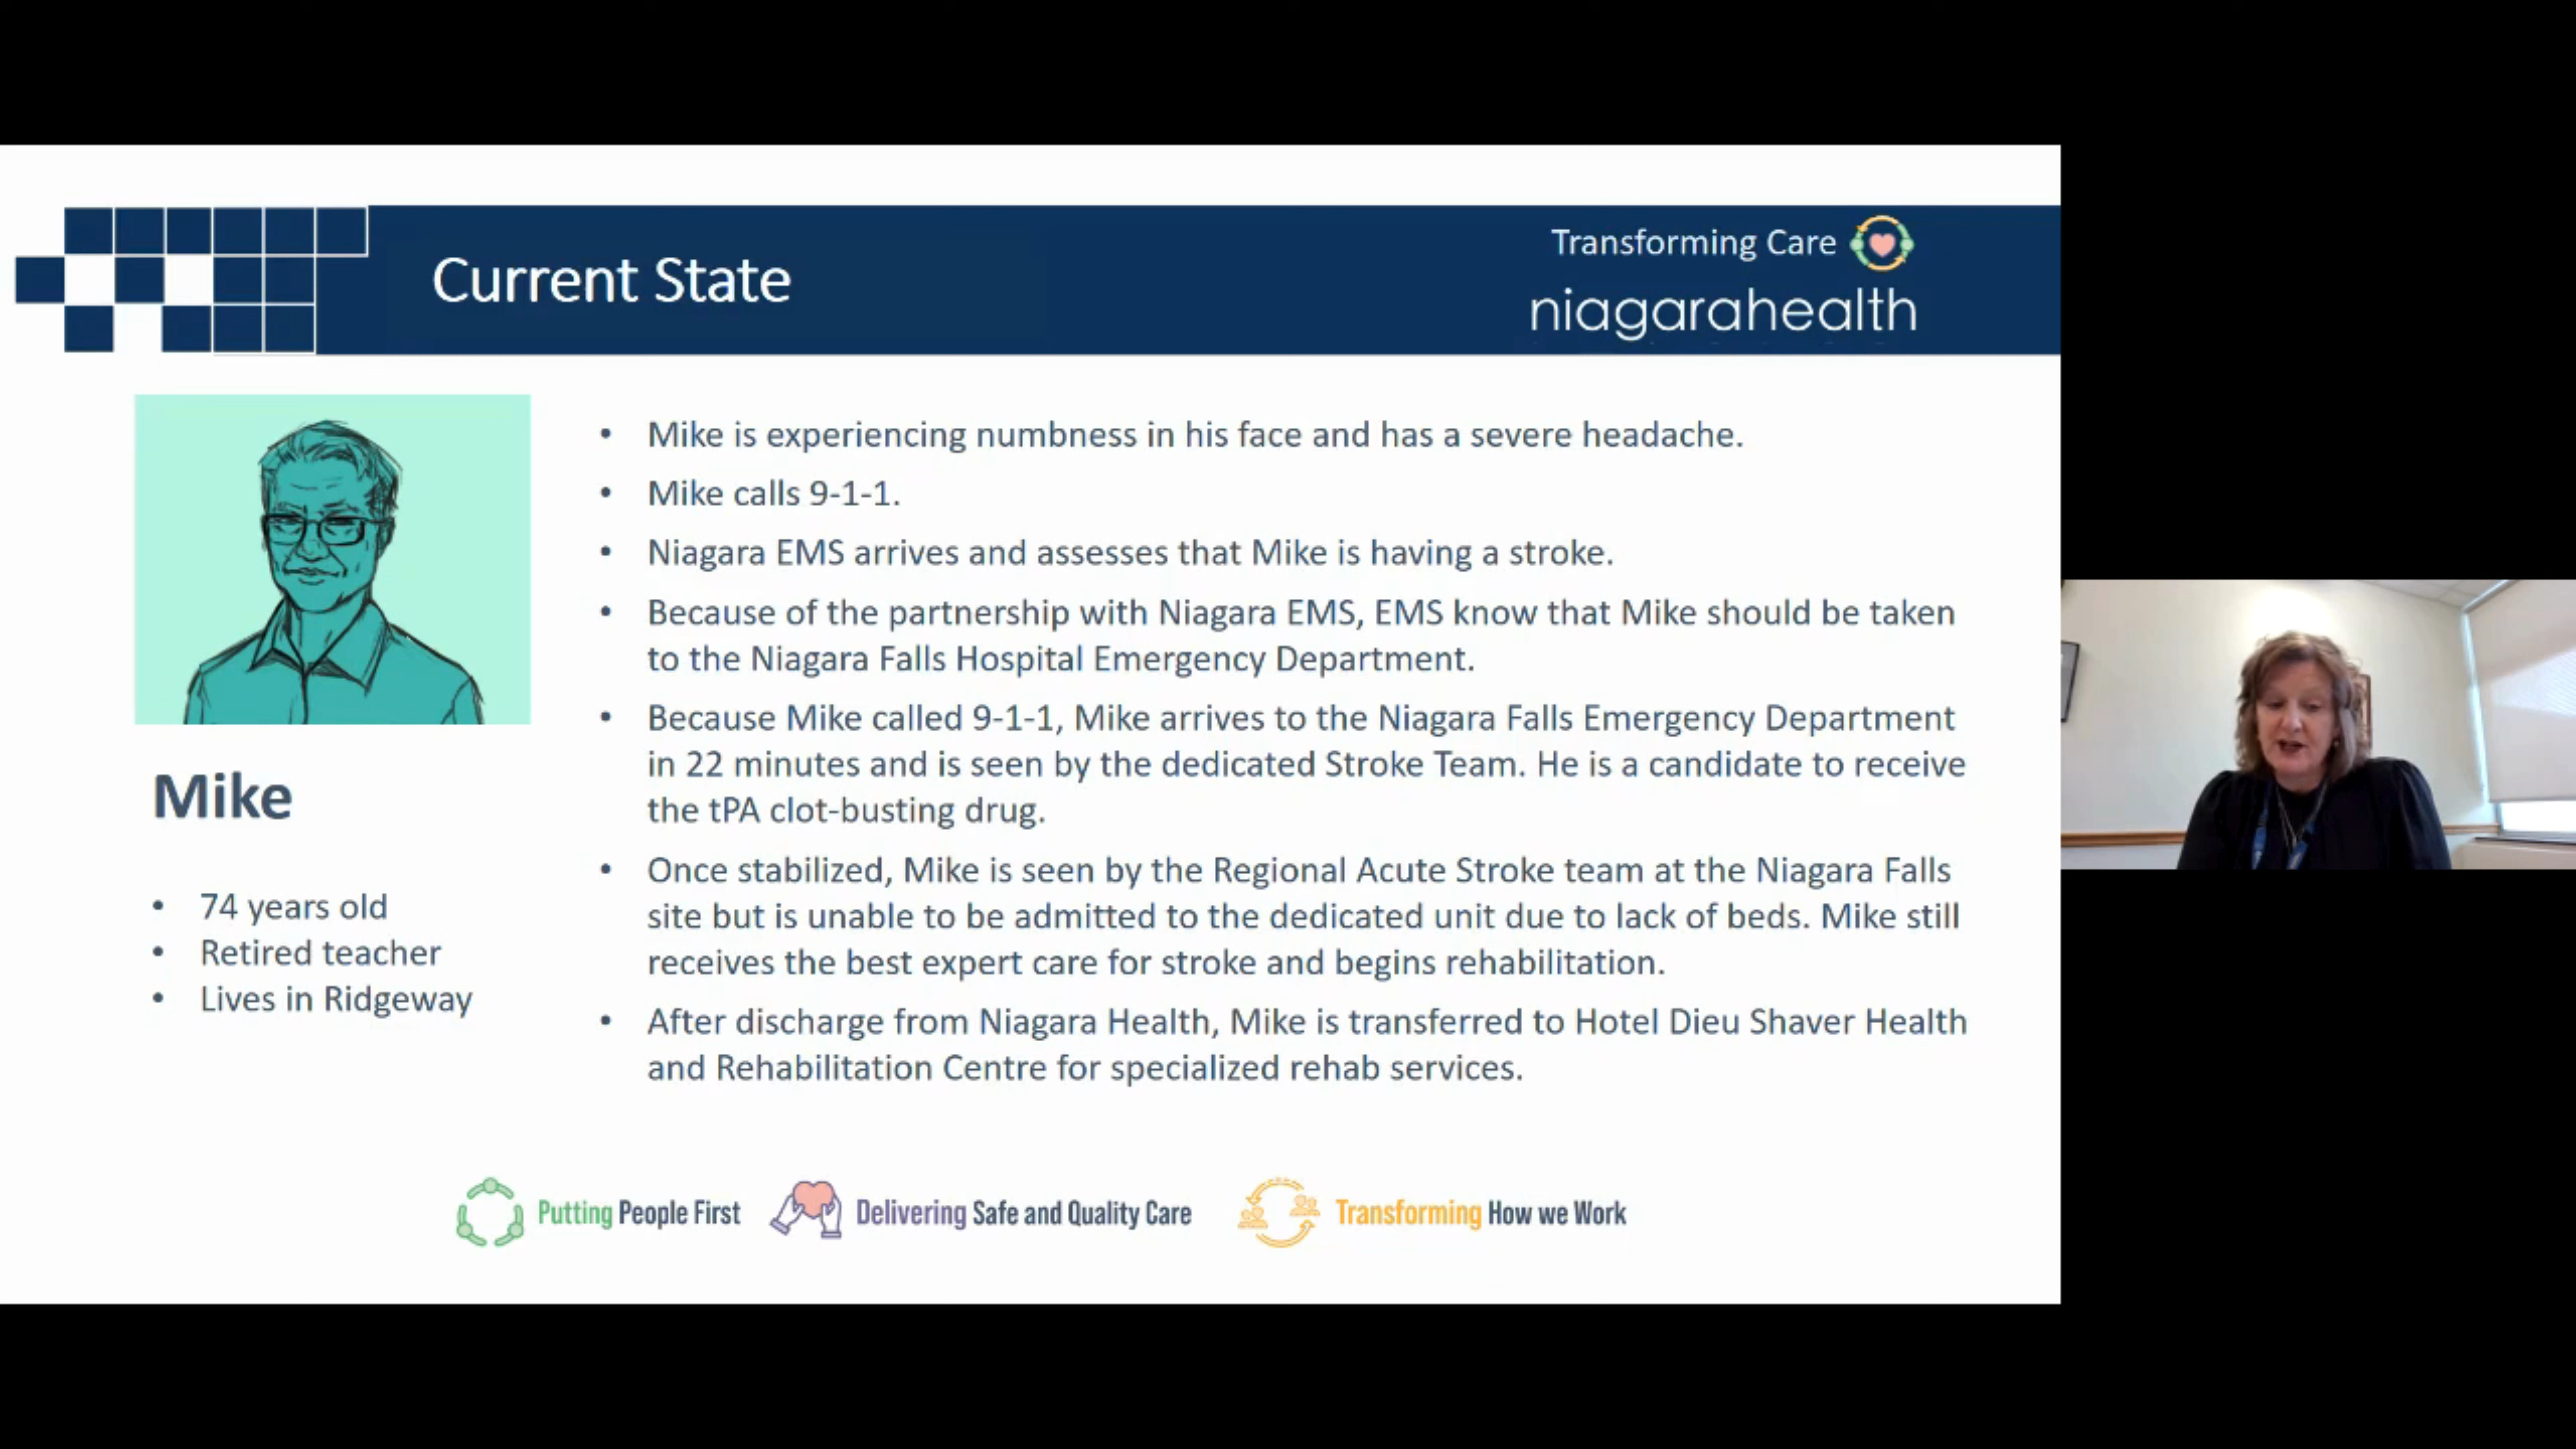 Current State
Transforming Care
niagarahealth
Mike
• 74 years old
• Retired teacher
• Lives in Ridgeway
• Mike is experiencing numbness in his face and has a severe headache.
• Mike calls 9-1-1.
• Niagara EMS arrives and assesses that Mike is having a stroke.
• Because of the partnership with Niagara EMS, EMS know that Mike should be taken
to the Niagara Falls Hospital Emergency Department.
• Because Mike called 9-1-1, Mike arrives to the Niagara Falls Emergency Department
in 22 minutes and is seen by the dedicated Stroke Team. He is a candidate to receive
the tPA clot-busting drug.
• Once stabilized, Mike is seen by the Regional Acute Stroke team at the Niagara Falls
site but is unable to be admitted to the dedicated unit due to lack of beds. Mike still
receives the best expert care for stroke and begins rehabilitation.
• After discharge from Niagara Health, Mike is transferred to Hotel Dieu Shaver Health
and Rehabilitation Centre for specialized rehab services.
Putting People First
Delivering Safe and Quality Care
Transforming How we Work